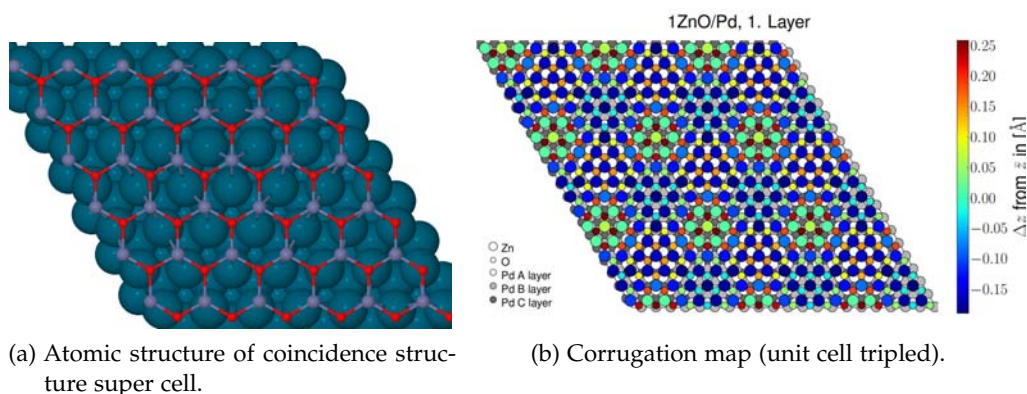 1ZnO/Pd, 1. Layer
0.25
0.20
0.15
0.10
0.05
0.00
−0.05
−0.10
−0.15
Δz from z̄ in [Å]
Zn
O
Pd A layer
Pd B layer
Pd C layer
(a) Atomic structure of coincidence struc-
ture super cell.
(b) Corrugation map (unit cell tripled).